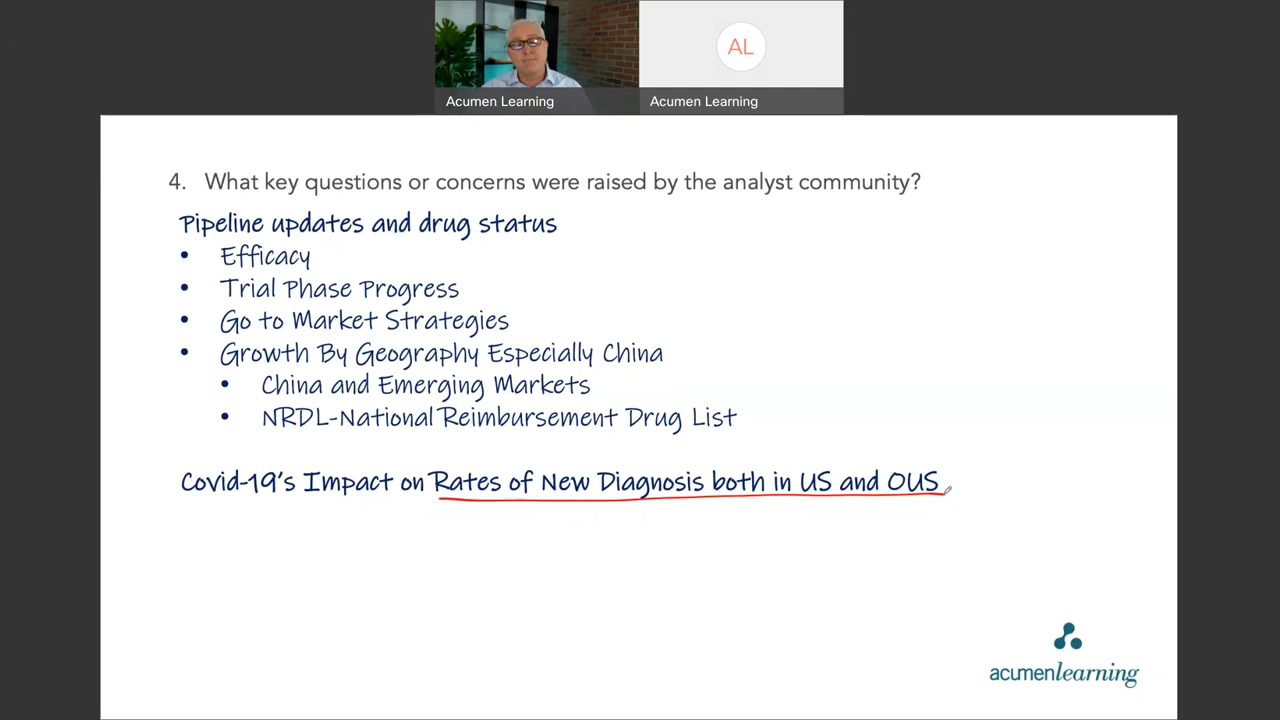 AL
Acumen Learning
Acumen Learning
4. What key questions or concerns were raised by the analyst community?
Pipeline updates and drug status
• Efficacy
• Trial Phase Progress
• Go to Market Strategies
• Growth By Geography Especially China
• China and Emerging Markets
• NRDL-National Reimbursement Drug List
Covid-19's Impact on Rates of New Diagnosis both in US and OUS
acumenlearning